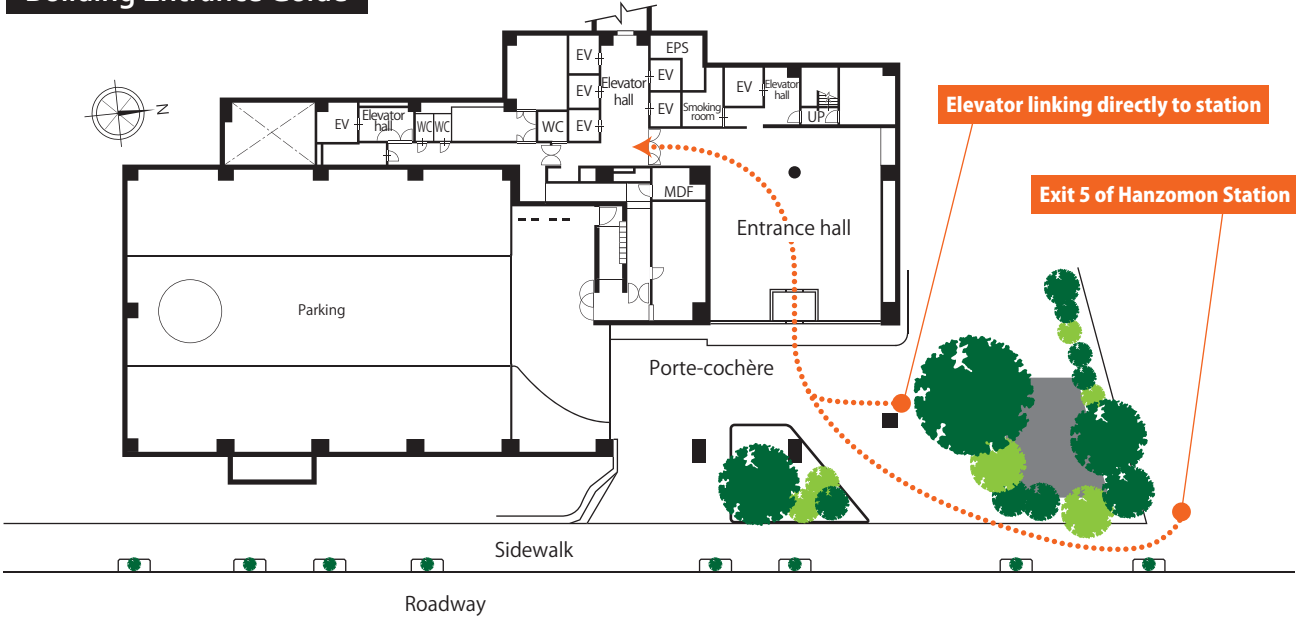 Building Entrance Guide
EPS
EV
EV
EV
EV
EV
EV
Elevator
hall
Smoking
room
Elevator
hall
UP
N
EV
Elevator
hall
WC
WC
WC
MDF
Elevator linking directly to station
Exit 5 of Hanzomon Station
Entrance hall
Parking
Porte-cochère
Sidewalk
Roadway